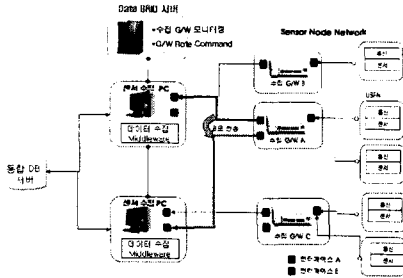 Data GRID 서버
•수집 G/W 모니터링
•G/W Rote Command
Sensor Node Network
센서 수집 PC
데이터 수집
Middleware
수집 G/W B
통신
센서
USN
수집 G/W A
통신
센서
통신
센서
통합 DB
서버
센서 수집 PC
데이터 수집
Middleware
수집 G/W C
통신
센서
통신
센서